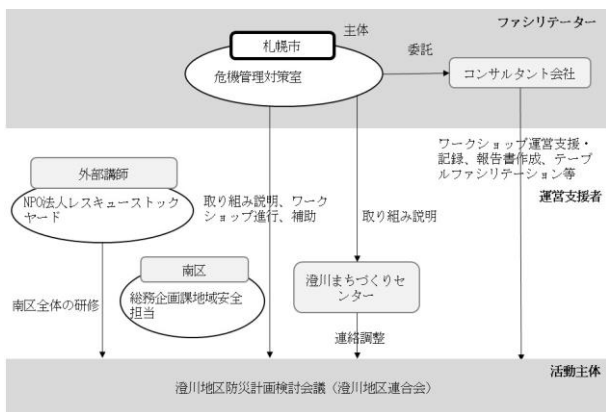 ファシリテーター
主体
札幌市
委託
危機管理対策室
コンサルタント会社
ワークショップ運営支援・
記録、報告書作成、テーブ
ルファシリテーション等
運営支援者
外部講師
NPO法人レスキューストック
ヤード
取り組み説明、ワーク
ショップ進行、補助
取り組み説明
南区
総務企画課地域安全
担当
澄川まちづくりセ
ンター
南区全体の研修
連絡調整
活動主体
澄川地区防災計画検討会議（澄川地区連合会）